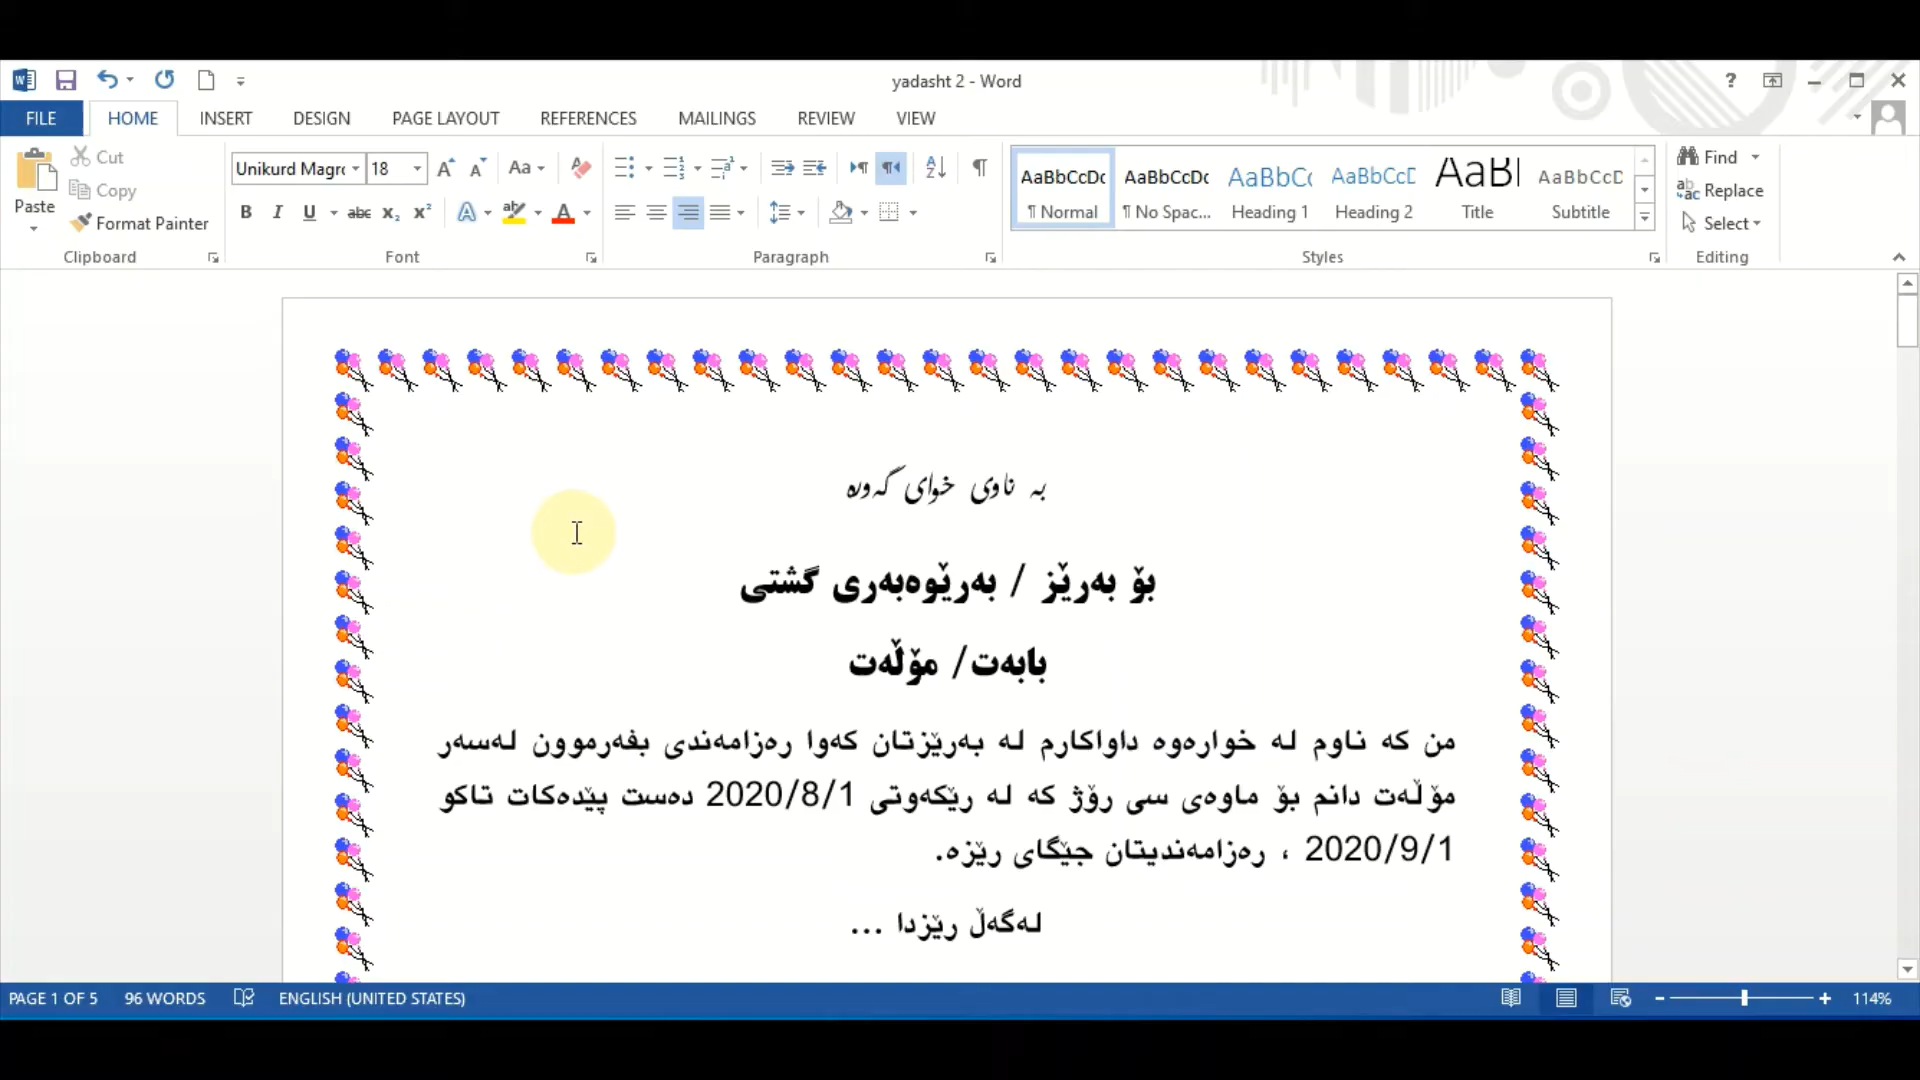 yadasht 2 - Word
FILE HOME INSERT DESIGN PAGE LAYOUT REFERENCES MAILINGS REVIEW VIEW
Paste
Cut
Copy
Format Painter
Clipboard
Unikurd Magrc 18
Font
Paragraph
AaBbCcDc AaBbCcDc AaBbC AaBbCcE AaB AaBbCcD
¶ Normal ¶ No Spac... Heading 1 Heading 2 Title Subtitle
Styles
Find
Replace
Select
Editing
بە ناوی خوای گەورە
بۆ بەرێز / بەرێوەبەری گشتی
بابەت/ مۆڵەت
من کە ناوم لە خوارەوە داواکارم لە بەرێزتان کەوا رەزامەندی بفەرموون لەسەر
مۆڵەت دانم بۆ ماوەی سی رۆژ کە لە رێکەوتی 2020/8/1 دەست پێدەکات تاکو
2020/9/1 ، رەزامەندیتان جێگای رێزە.
لەگەڵ رێزدا ...
PAGE 1 OF 5 96 WORDS ENGLISH (UNITED STATES) 114%